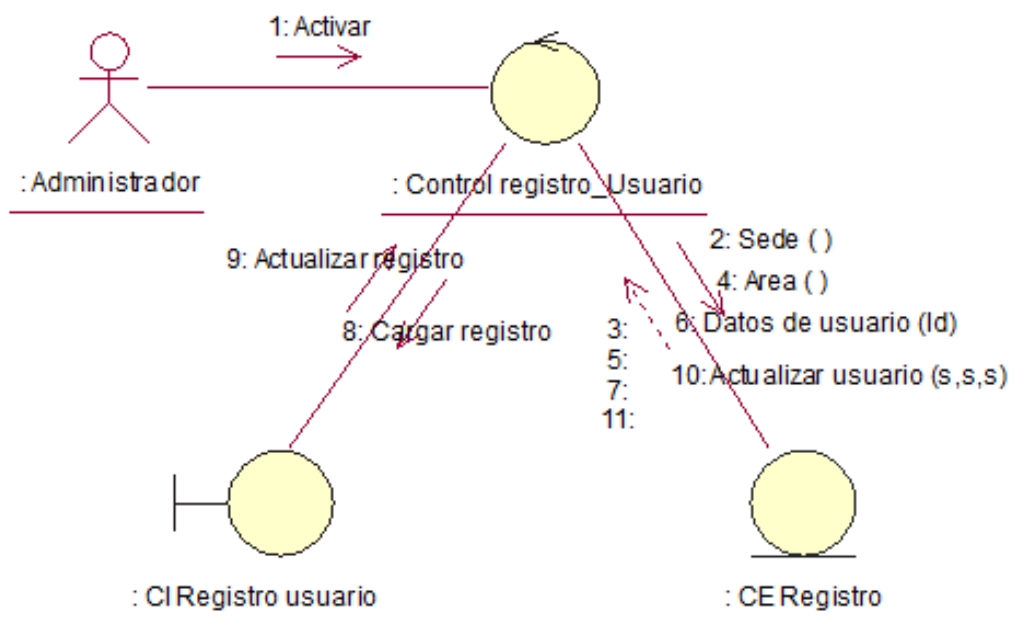 1: Activar
: Administrador
: Control registro_Usuario
9: Actualizar registro
8: Cargar registro
2: Sede ( )
4: Area ( )
6: Datos de usuario (Id)
10: Actualizar usuario (s,s,s)
3:
5:
7:
11:
: CI Registro usuario
: CE Registro